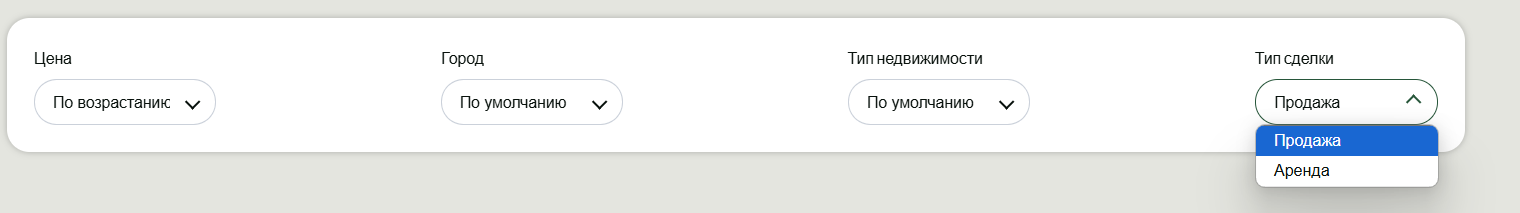 Цена Город Тип недвижимости Тип сделки
По возрастанию По умолчанию По умолчанию Продажа
Продажа
Аренда